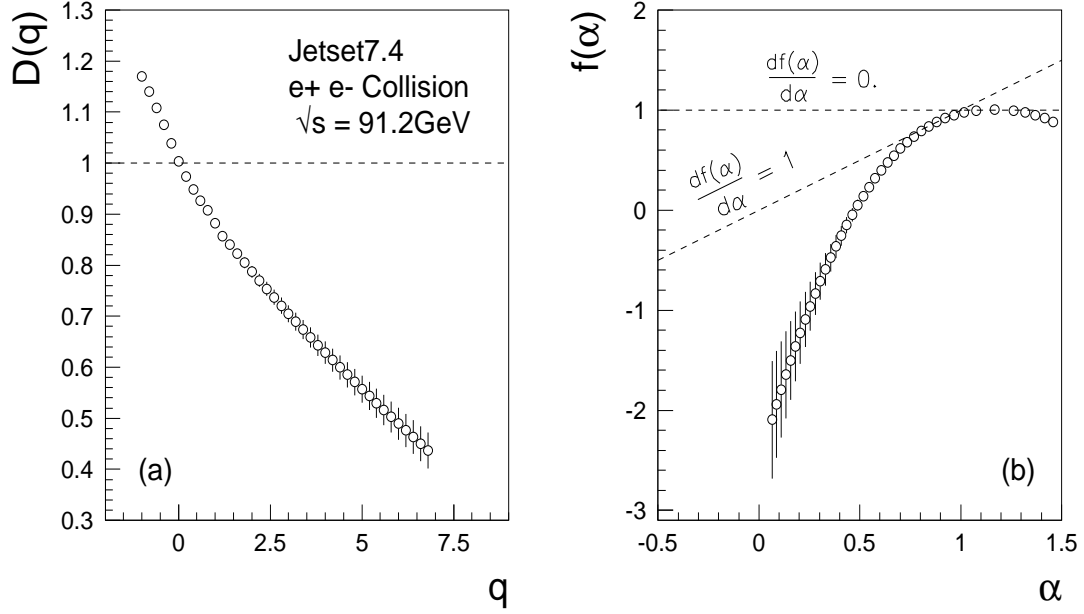 D(q)
1.3
1.2
1.1
1
0.9
0.8
0.7
0.6
0.5
0.4
0.3
Jetset7.4
e+ e- Collision
√s = 91.2GeV
(a)
0
2.5
5.0
7.5
q
f(α)
2
1
0
-1
-2
-3
df(α)
dα
= 0.
df(α)
dα
= 1
(b)
-0.5
0
0.5
1
1.5
α